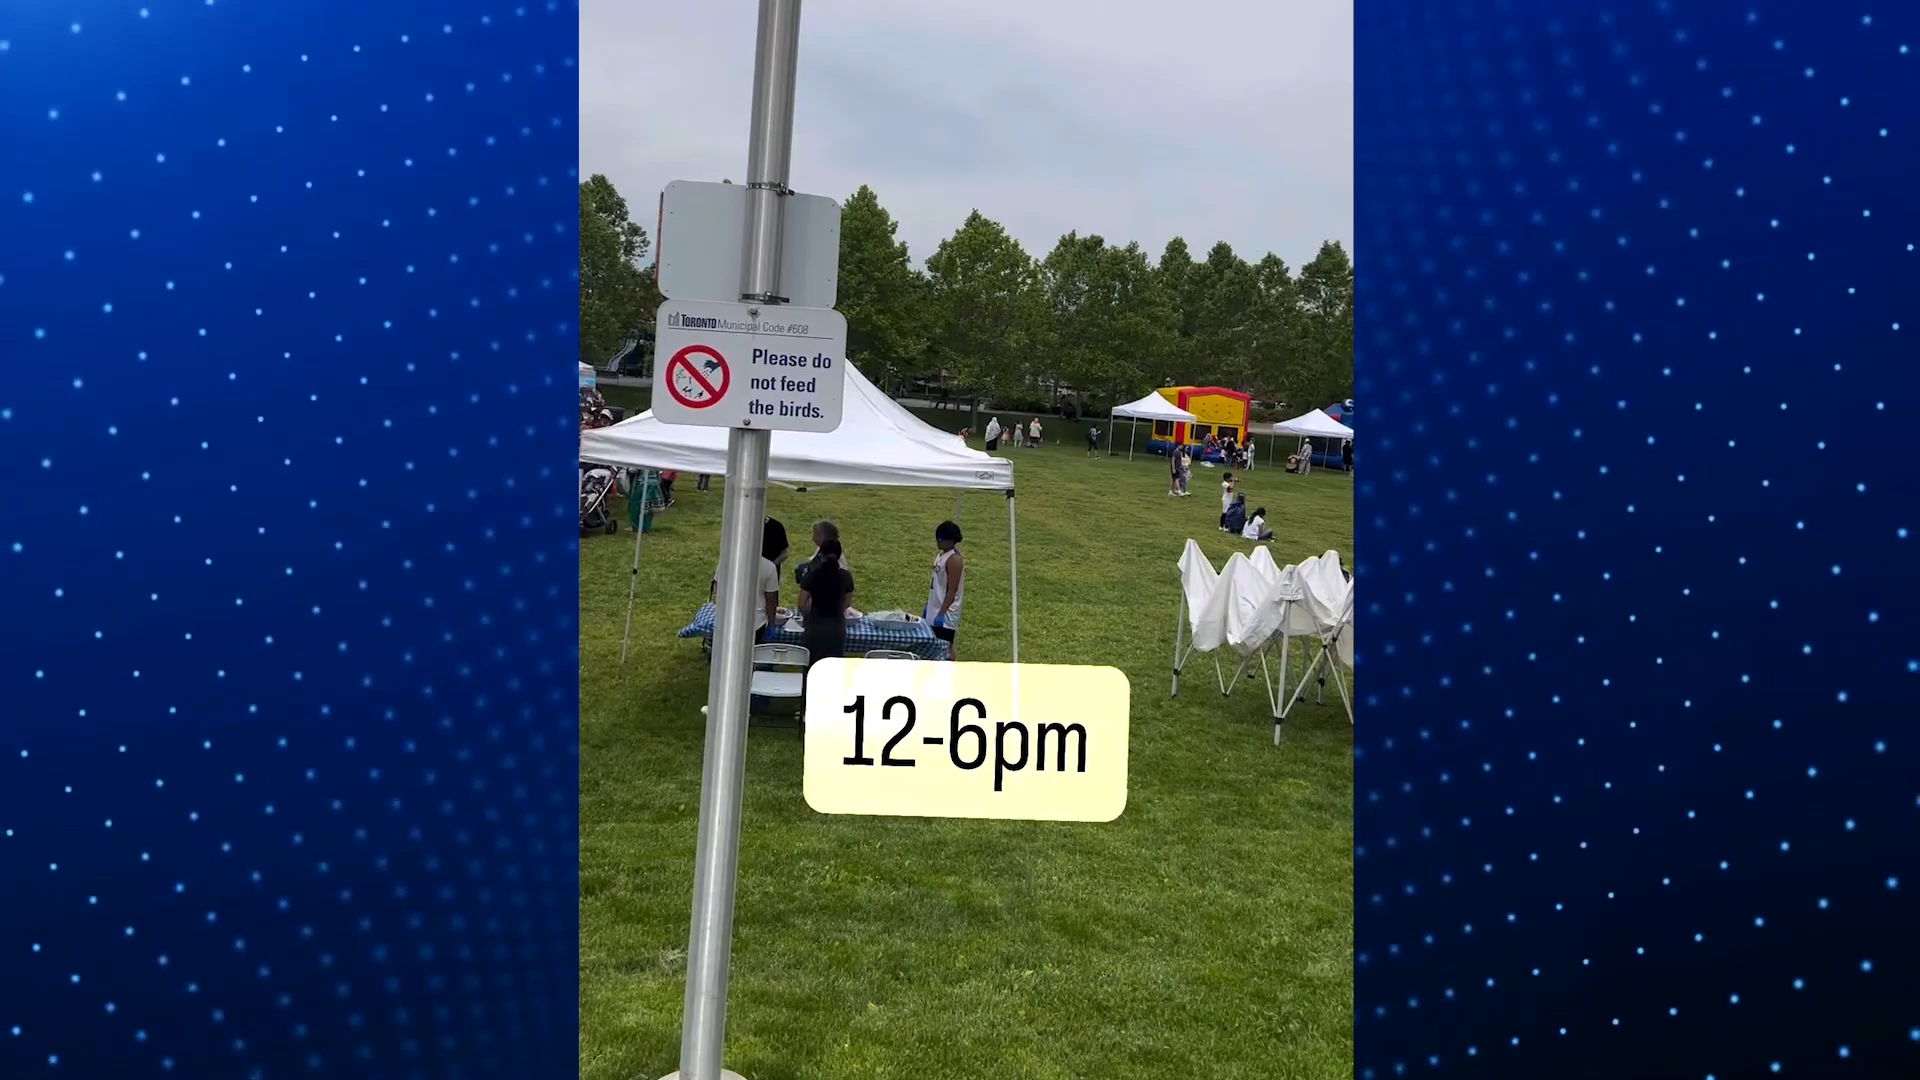 TORONTO Municipal Code #608
Please do
not feed
the birds.
12-6pm